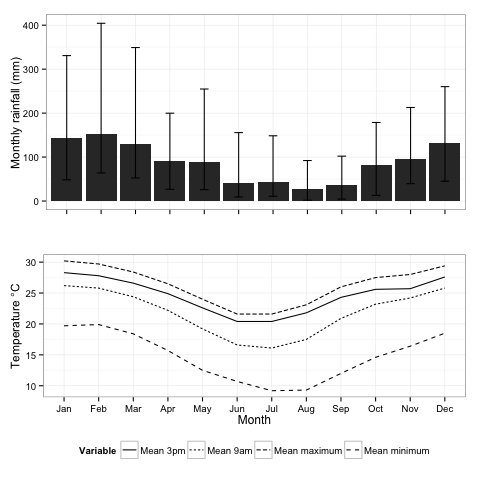 Monthly rainfall (mm)
400
300
200
100
0
Temperature °C
30
25
20
15
10
Jan Feb Mar Apr May Jun Jul Aug Sep Oct Nov Dec
Month
Variable Mean 3pm Mean 9am Mean maximum Mean minimum